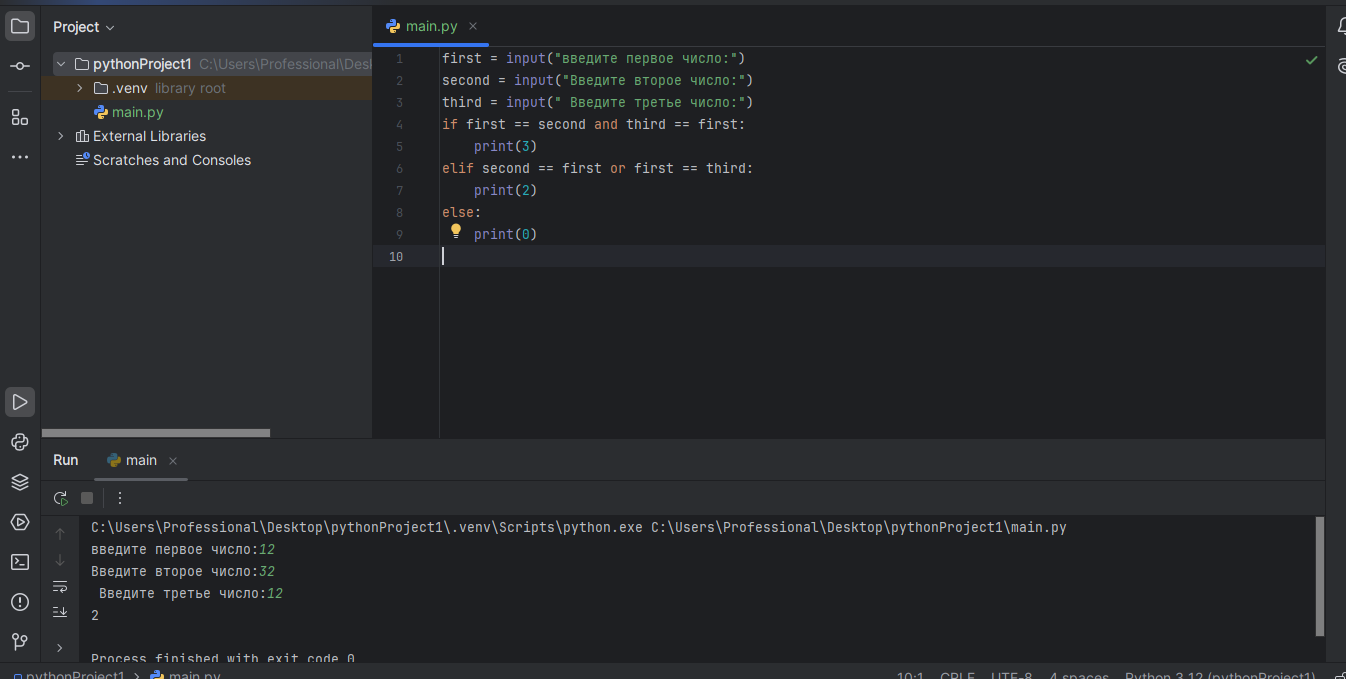 Project
main.py
pythonProject1 C:\Users\Professional\Desk
.venv library root
main.py
External Libraries
Scratches and Consoles
1 first = input("введите первое число:")
2 second = input("Введите второе число:")
3 third = input(" Введите третье число:")
4 if first == second and third == first:
5 print(3)
6 elif second == first or first == third:
7 print(2)
8 else:
9 print(0)
10
Run main
C:\Users\Professional\Desktop\pythonProject1\.venv\Scripts\python.exe C:\Users\Professional\Desktop\pythonProject1\main.py
введите первое число:12
Введите второе число:32
Введите третье число:12
2
Process finished with exit code 0
pythonProject1 > main.py
10:1 CRLF UTF-8 4 spaces Python 3.12 (pythonProject1)